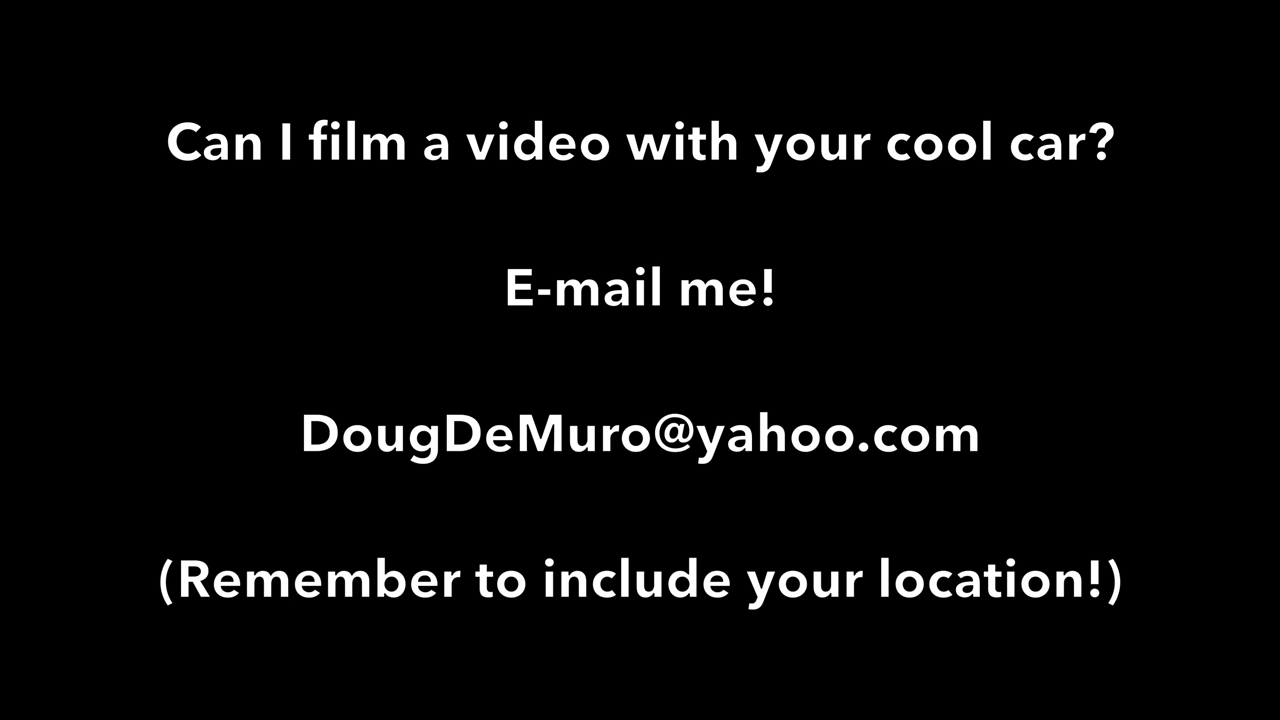 Can I film a video with your cool car?
E-mail me!
DougDeMuro@yahoo.com
(Remember to include your location!)